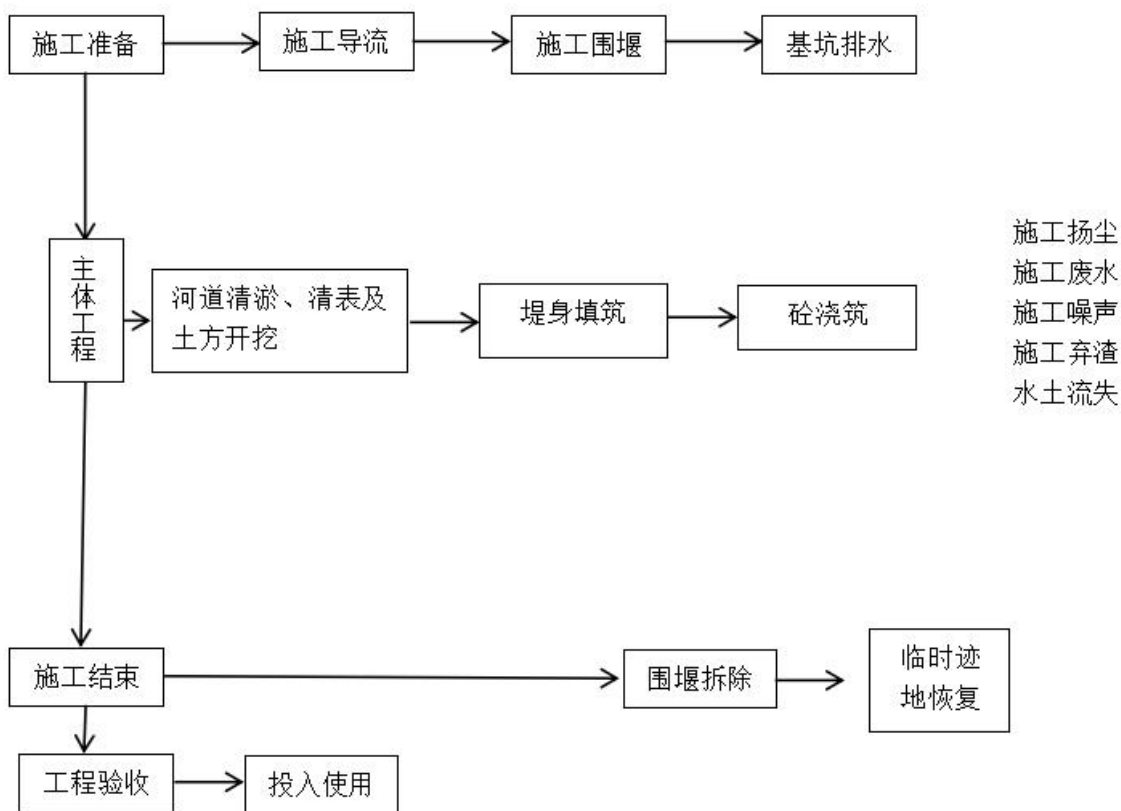 施工准备
施工导流
施工围堰
基坑排水
主
体
工
程
河道清淤、清表及
土方开挖
堤身填筑
砼浇筑
施工扬尘
施工废水
施工噪声
施工弃渣
水土流失
施工结束
围堰拆除
临时迹
地恢复
工程验收
投入使用